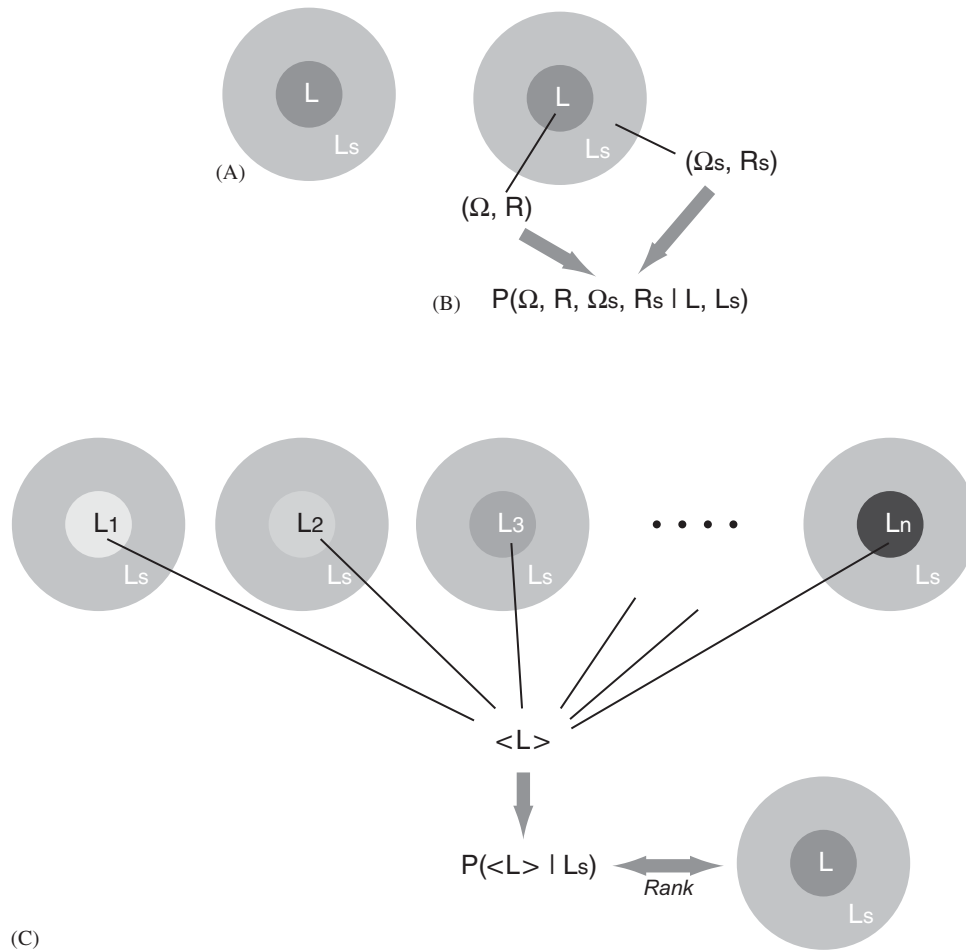 L
Ls
(A)
L
Ls
(Ωs, Rs)
(Ω, R)
(B) P(Ω, R, Ωs, Rs | L, Ls)
L1
Ls
L2
Ls
L3
Ls
Ln
Ls
<L>
P(<L> | Ls)
Rank
L
Ls
(C)